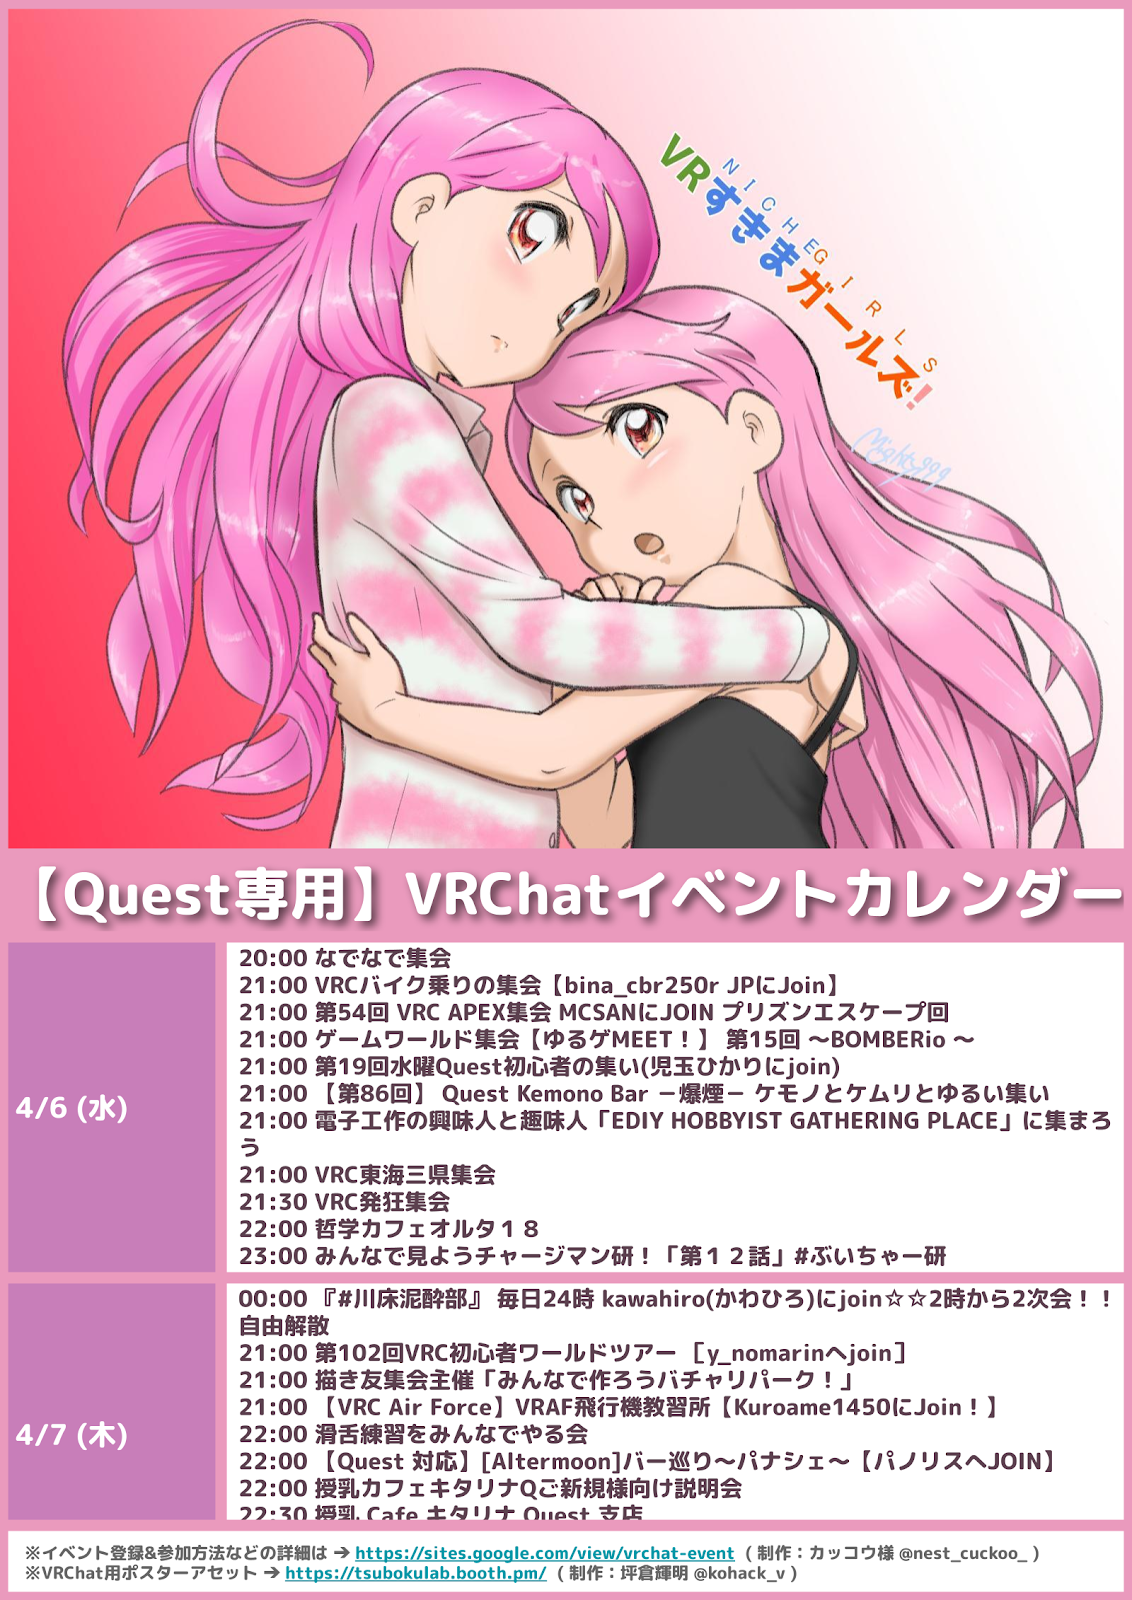 VRすきまガールズ!
NICHE GIRLS
Mighty999
【Quest専用】VRChatイベントカレンダー
4/6 (水)
20:00 なでなで集会
21:00 VRCバイク乗りの集会【bina_cbr250r JPにJoin】
21:00 第54回 VRC APEX集会 MCSANにJOIN プリズンエスケープ回
21:00 ゲームワールド集会【ゆるゲMEET！】 第15回 〜BOMBERio 〜
21:00 第19回水曜Quest初心者の集い(児玉ひかりにjoin)
21:00 【第86回】 Quest Kemono Bar －爆煙－ ケモノとケムリとゆるい集い
21:00 電子工作の興味人と趣味人「EDIY HOBBYIST GATHERING PLACE」に集まろ
う
21:00 VRC東海三県集会
21:30 VRC発狂集会
22:00 哲学カフェオルタ１８
23:00 みんなで見ようチャージマン研！「第１２話」#ぶいちゃー研
4/7 (木)
00:00 『#川床泥酔部』 毎日24時 kawahiro(かわひろ)にjoin☆☆2時から2次会！！
自由解散
21:00 第102回VRC初心者ワールドツアー ［y_nomarinへjoin］
21:00 描き友集会主催「みんなで作ろうバチャリパーク！」
21:00 【VRC Air Force】VRAF飛行機教習所【Kuroame1450にJoin！】
22:00 滑舌練習をみんなでやる会
22:00 【Quest 対応】[Altermoon]バー巡り〜パナシェ〜【パノリスへJOIN】
22:00 授乳カフェキタリナQご新規様向け説明会
22:30 授乳 Cafe キタリナ Quest 支店
※イベント登録&参加方法などの詳細は ➔ https://sites.google.com/view/vrchat-event ( 制作：カッコウ様 @nest_cuckoo_ )
※VRChat用ポスターアセット ➔ https://tsubokulab.booth.pm/ ( 制作：坪倉輝明 @kohack_v )